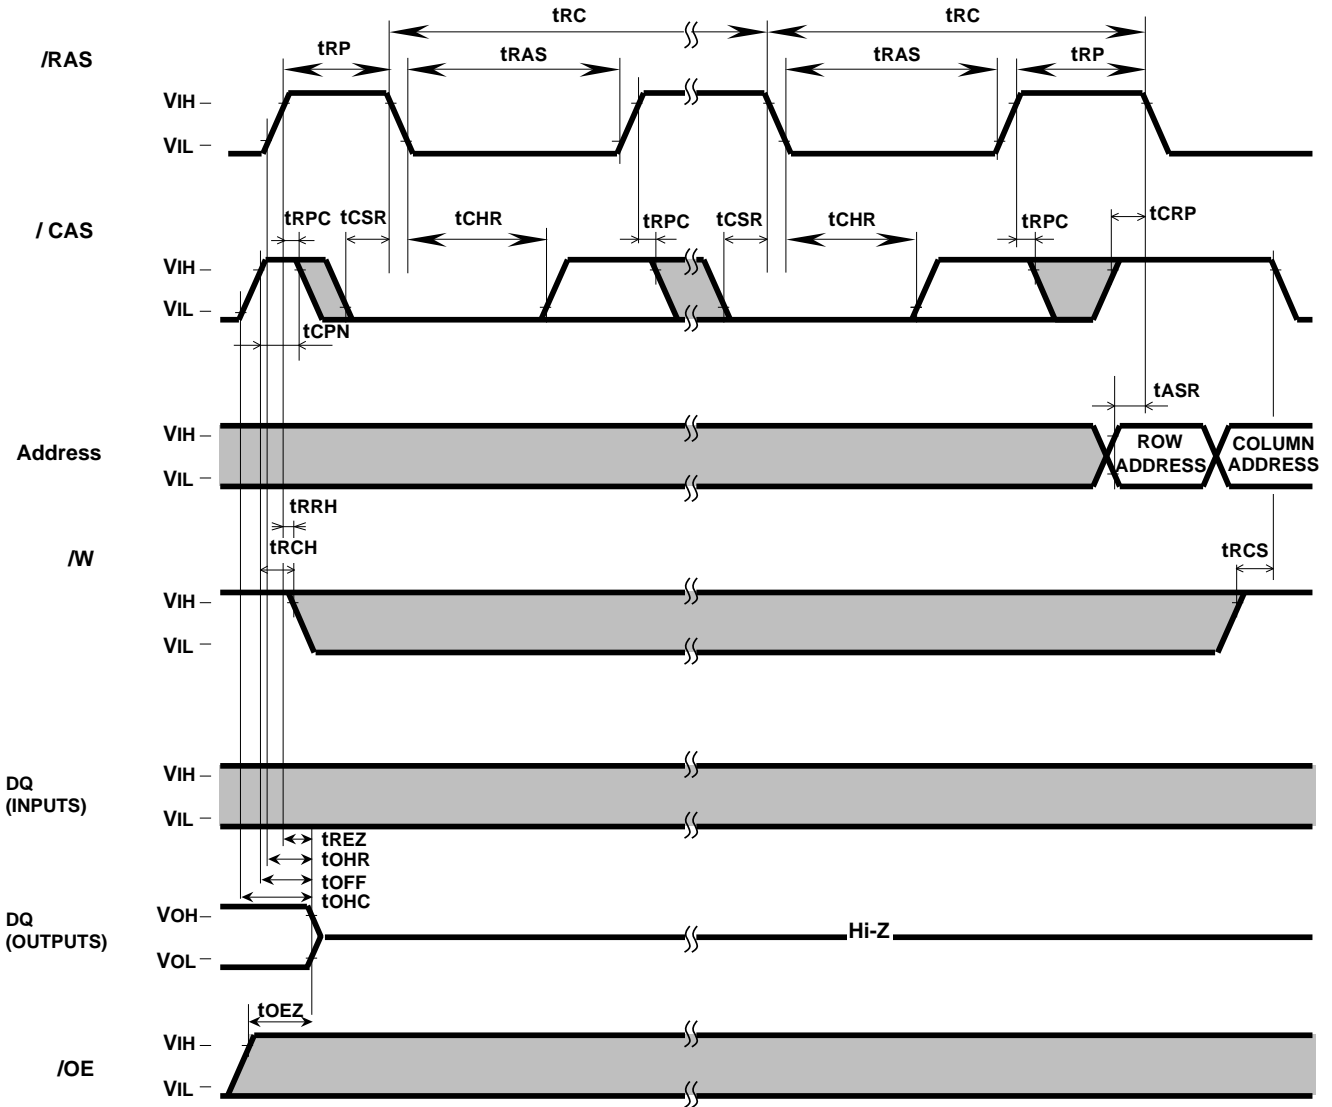 tRC tRC
/RAS
tRP tRAS tRAS tRP
VIH
VIL
/ CAS
tRPC tCSR tCHR tRPC tCSR tCHR tRPC tCRP
VIH
VIL
tCPN
tASR
Address
VIH
VIL
ROW
ADDRESS
COLUMN
ADDRESS
tRRH
tRCH
/W
tRCS
VIH
VIL
DQ
(INPUTS)
VIH
VIL
tREZ
tOHR
tOFF
tOHC
DQ
(OUTPUTS)
VOH
VOL
Hi-Z
tOEZ
/OE
VIH
VIL